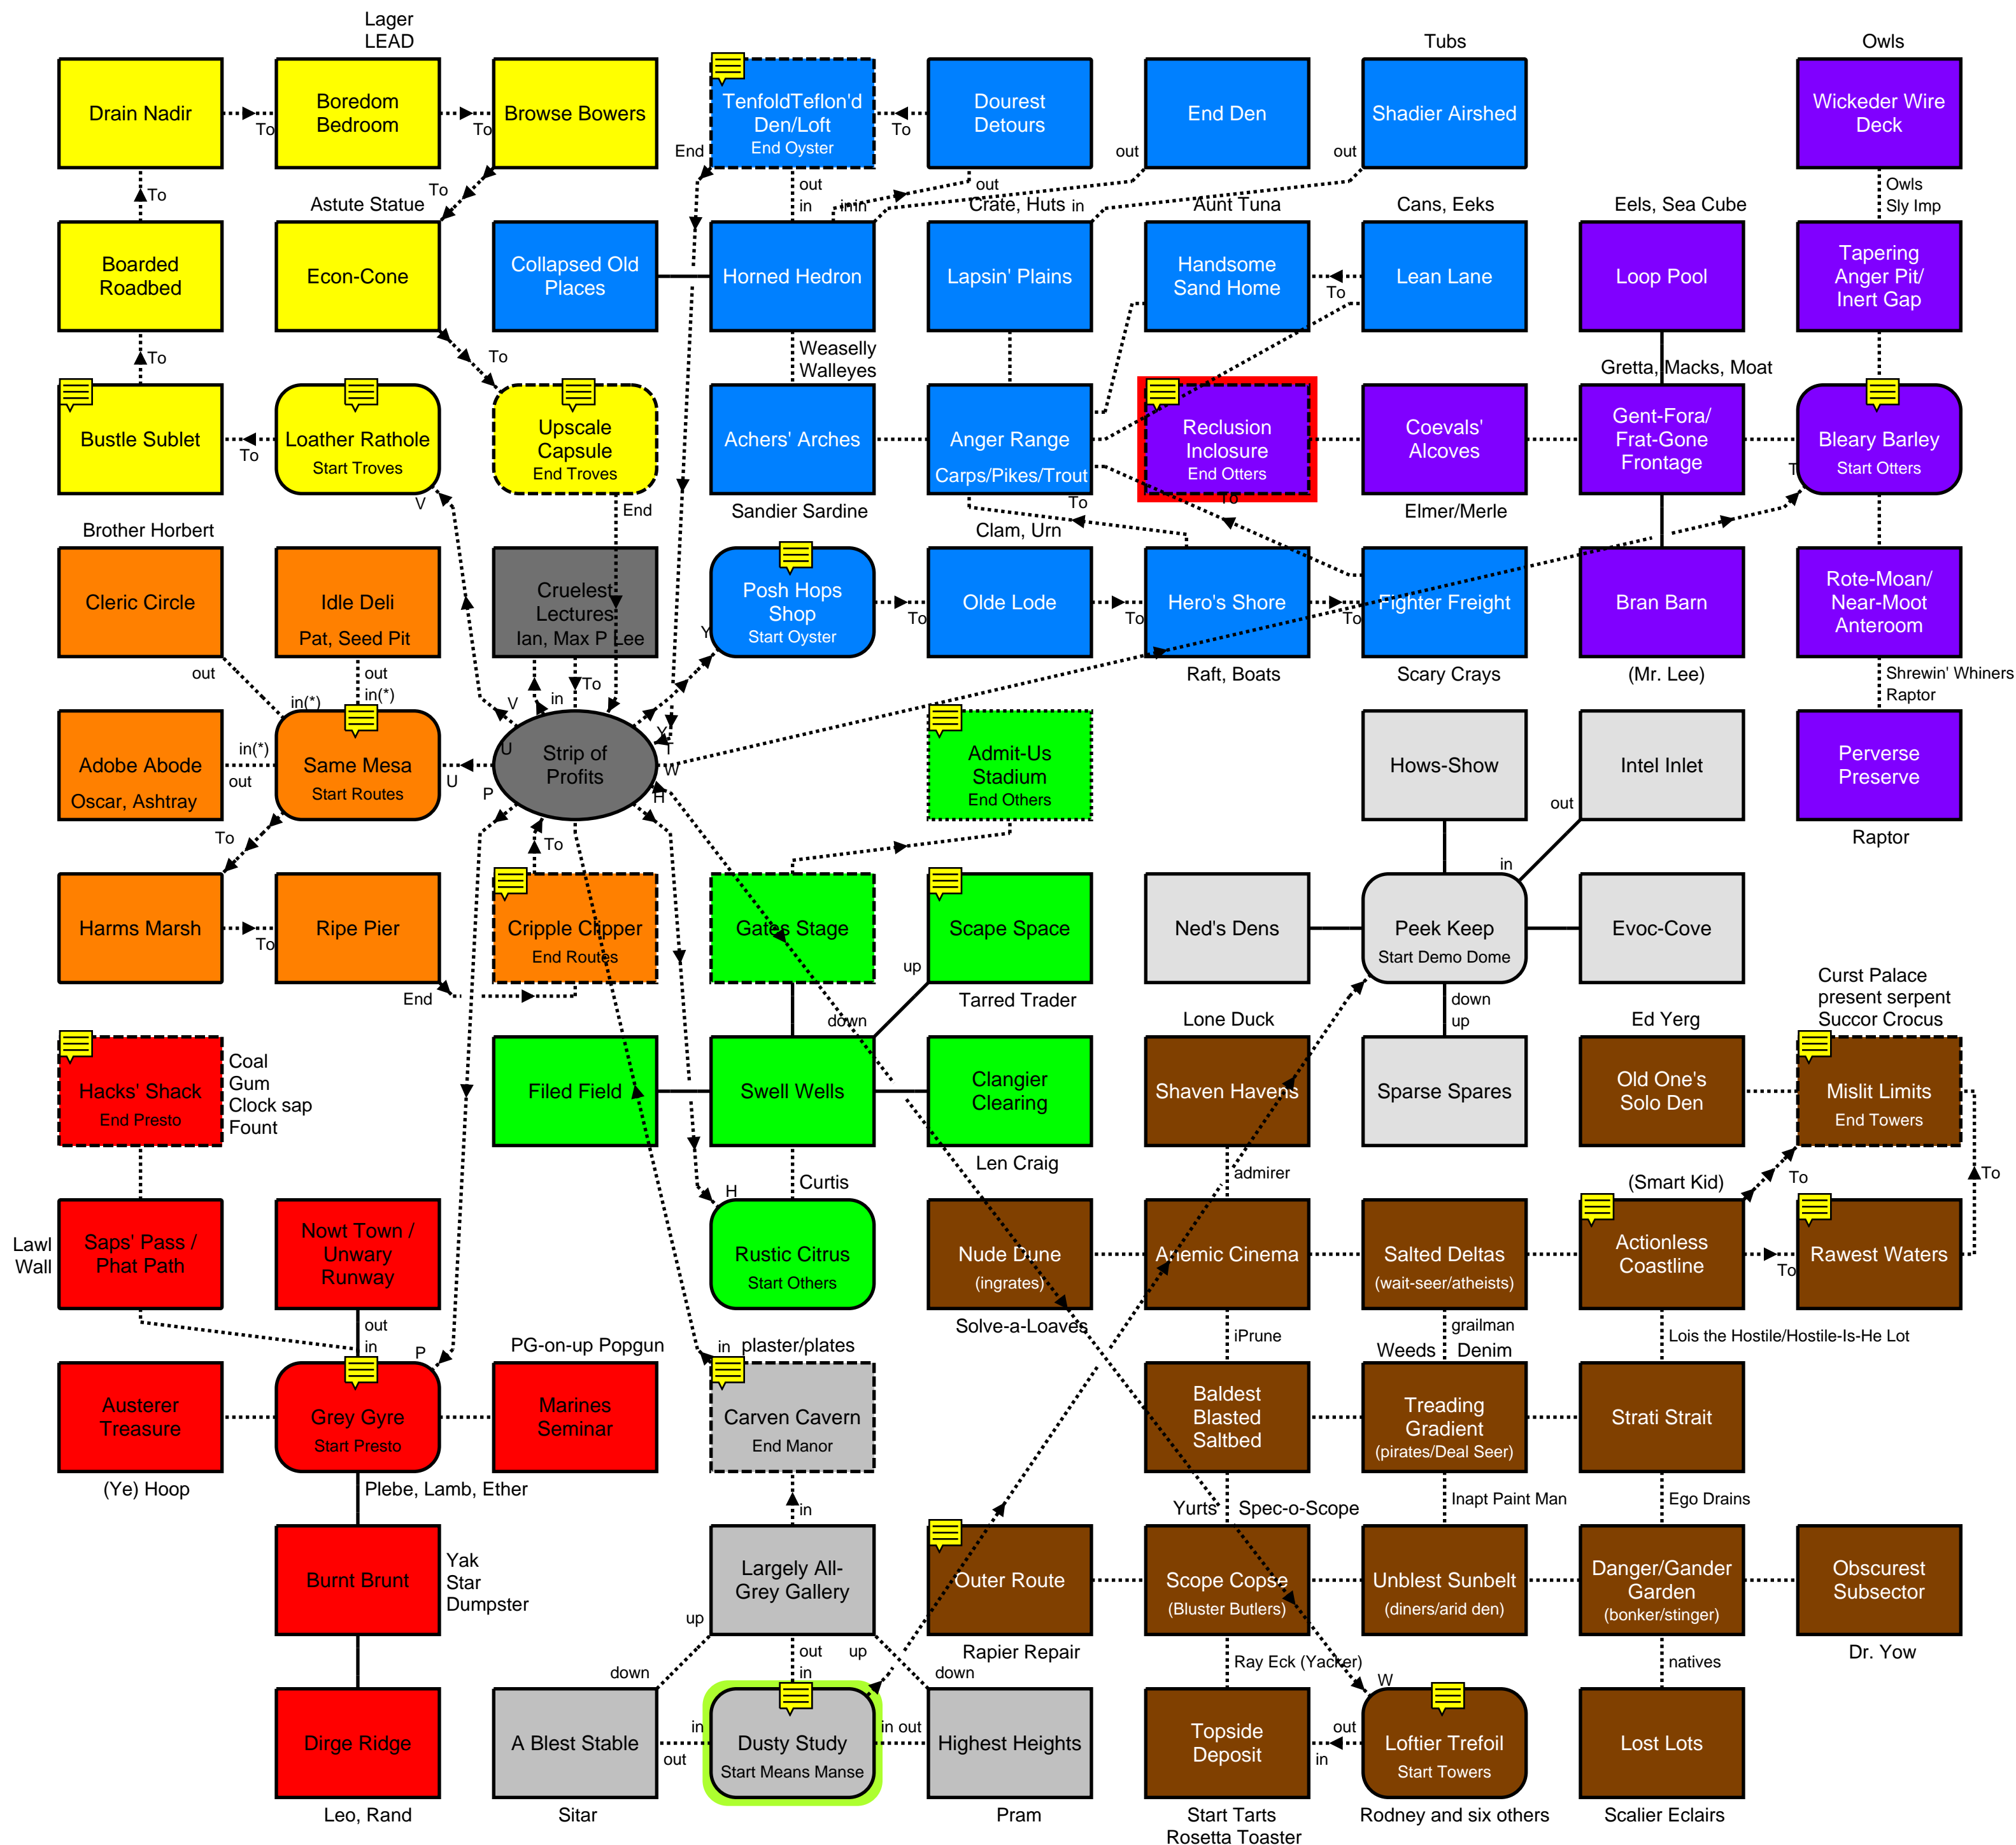 Lager
LEAD
Tubs
Owls
Drain Nadir
To
Boredom
Bedroom
To
Browse Bowers
TenfoldTeflon'd
Den/Loft
End Oyster
To
Dourest
Detours
End Den
Shadier Airshed
Wickeder Wire
Deck
End
out
out
To
To
out
in
inin
out
in
Owls
Sly Imp
Astute Statue
Crate, Huts
Aunt Tuna
Cans, Eeks
Eels, Sea Cube
Boarded
Roadbed
Econ-Cone
Collapsed Old
Places
Horned Hedron
Lapsin' Plains
Handsome
Sand Home
To
Lean Lane
Loop Pool
Tapering
Anger Pit/
Inert Gap
To
To
Weaselly
Walleyes
Gretta, Macks, Moat
Bustle Sublet
To
Loather Rathole
Start Troves
Upscale
Capsule
End Troves
Achers' Arches
Anger Range
Carps/Pikes/Trout
Reclusion
Inclosure
End Otters
Coevals'
Alcoves
Gent-Fora/
Frat-Gone
Frontage
Bleary Barley
Start Otters
T
V
End
Sandier Sardine
To
To
Elmer/Merle
Brother Horbert
Clam, Urn
Cleric Circle
Idle Deli
Pat, Seed Pit
Cruelest
Lectures
Ian, Max P Lee
Posh Hops
Shop
Start Oyster
Y
To
Olde Lode
To
Hero's Shore
To
Fighter Freight
Bran Barn
Rote-Moan/
Near-Moot
Anteroom
out
out
in(*)
in(*)
To
in
V
Raft, Boats
Scary Crays
(Mr. Lee)
Shrewin' Whiners
Raptor
Adobe Abode
Oscar, Ashtray
in(*)
out
Same Mesa
Start Routes
U
U
P
Strip of
Profits
Y
T
W
H
Admit-Us
Stadium
End Others
Hows-Show
Intel Inlet
out
in
Perverse
Preserve
Raptor
To
To
Harms Marsh
To
Ripe Pier
Cripple Clipper
End Routes
Gates Stage
up
Scape Space
Ned's Dens
Peek Keep
Start Demo Dome
Evoc-Cove
End
Tarred Trader
down
down
up
Curst Palace
present serpent
Succor Crocus
Lone Duck
Ed Yerg
Hacks' Shack
End Presto
Coal
Gum
Clock sap
Fount
Filed Field
Swell Wells
Clangier
Clearing
Shaven Havens
Sparse Spares
Old One's
Solo Den
Mislit Limits
End Towers
Len Craig
Curtis
H
admirer
(Smart Kid)
To
To
Lawl
Wall
Saps' Pass /
Phat Path
Nowt Town /
Unwary
Runway
Rustic Citrus
Start Others
Nude Dune
(ingrates)
Anemic Cinema
Salted Deltas
(wait-seer/atheists)
Actionless
Coastline
To
Rawest Waters
out
in
P
Solve-a-Loaves
iPrune
grailman
Weeds
Denim
Lois the Hostile/Hostile-Is-He Lot
PG-on-up Popgun
in
plaster/plates
Austerer
Treasure
Grey Gyre
Start Presto
Marines
Seminar
Carven Cavern
End Manor
Baldest
Blasted
Saltbed
Treading
Gradient
(pirates/Deal Seer)
Strati Strait
(Ye) Hoop
Plebe, Lamb, Ether
in
Yurts
Spec-o-Scope
Inapt Paint Man
Ego Drains
Burnt Brunt
Yak
Star
Dumpster
Largely All-
Grey Gallery
Outer Route
Scope Copse
(Bluster Butlers)
Unblest Sunbelt
(diners/arid den)
Danger/Gander
Garden
(bonker/stinger)
Obscurest
Subsector
up
out
in
up
down
down
Rapier Repair
Ray Eck (Yacker)
W
natives
Dr. Yow
Dirge Ridge
A Blest Stable
in
out
Dusty Study
Start Means Manse
in out
Highest Heights
Topside
Deposit
out
in
Loftier Trefoil
Start Towers
Lost Lots
Leo, Rand
Sitar
Pram
Start Tarts
Rosetta Toaster
Rodney and six others
Scalier Eclairs